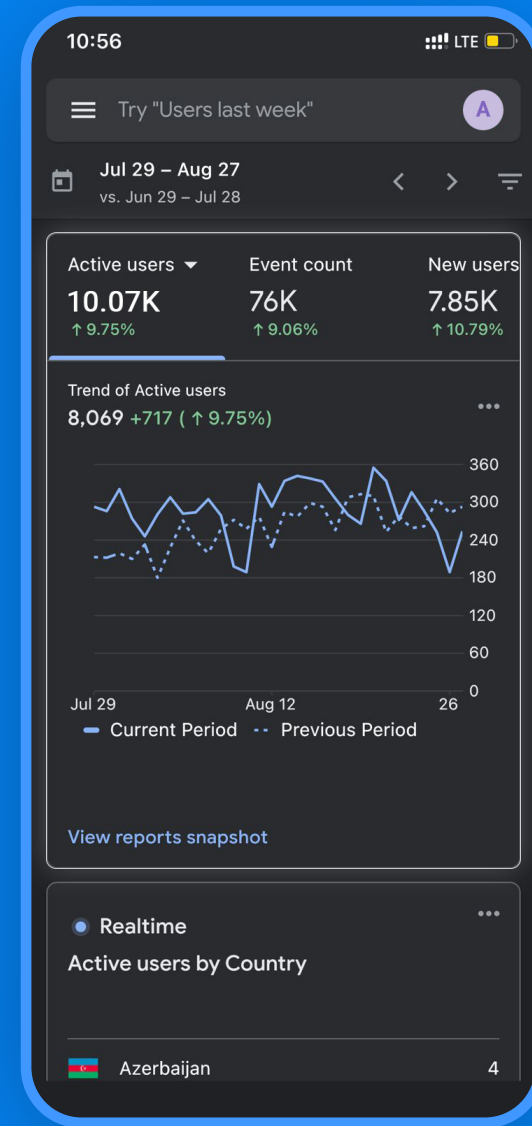 10:56 LTE
Try "Users last week" A
Jul 29 – Aug 27
vs. Jun 29 – Jul 28
Active users Event count New users
10.07K 76K 7.85K
↑ 9.75% ↑ 9.06% ↑ 10.79%
Trend of Active users
8,069 +717 ( ↑ 9.75%)
360
300
240
180
120
60
0
Jul 29 Aug 12 26
Current Period Previous Period
View reports snapshot
Realtime
Active users by Country
Azerbaijan 4